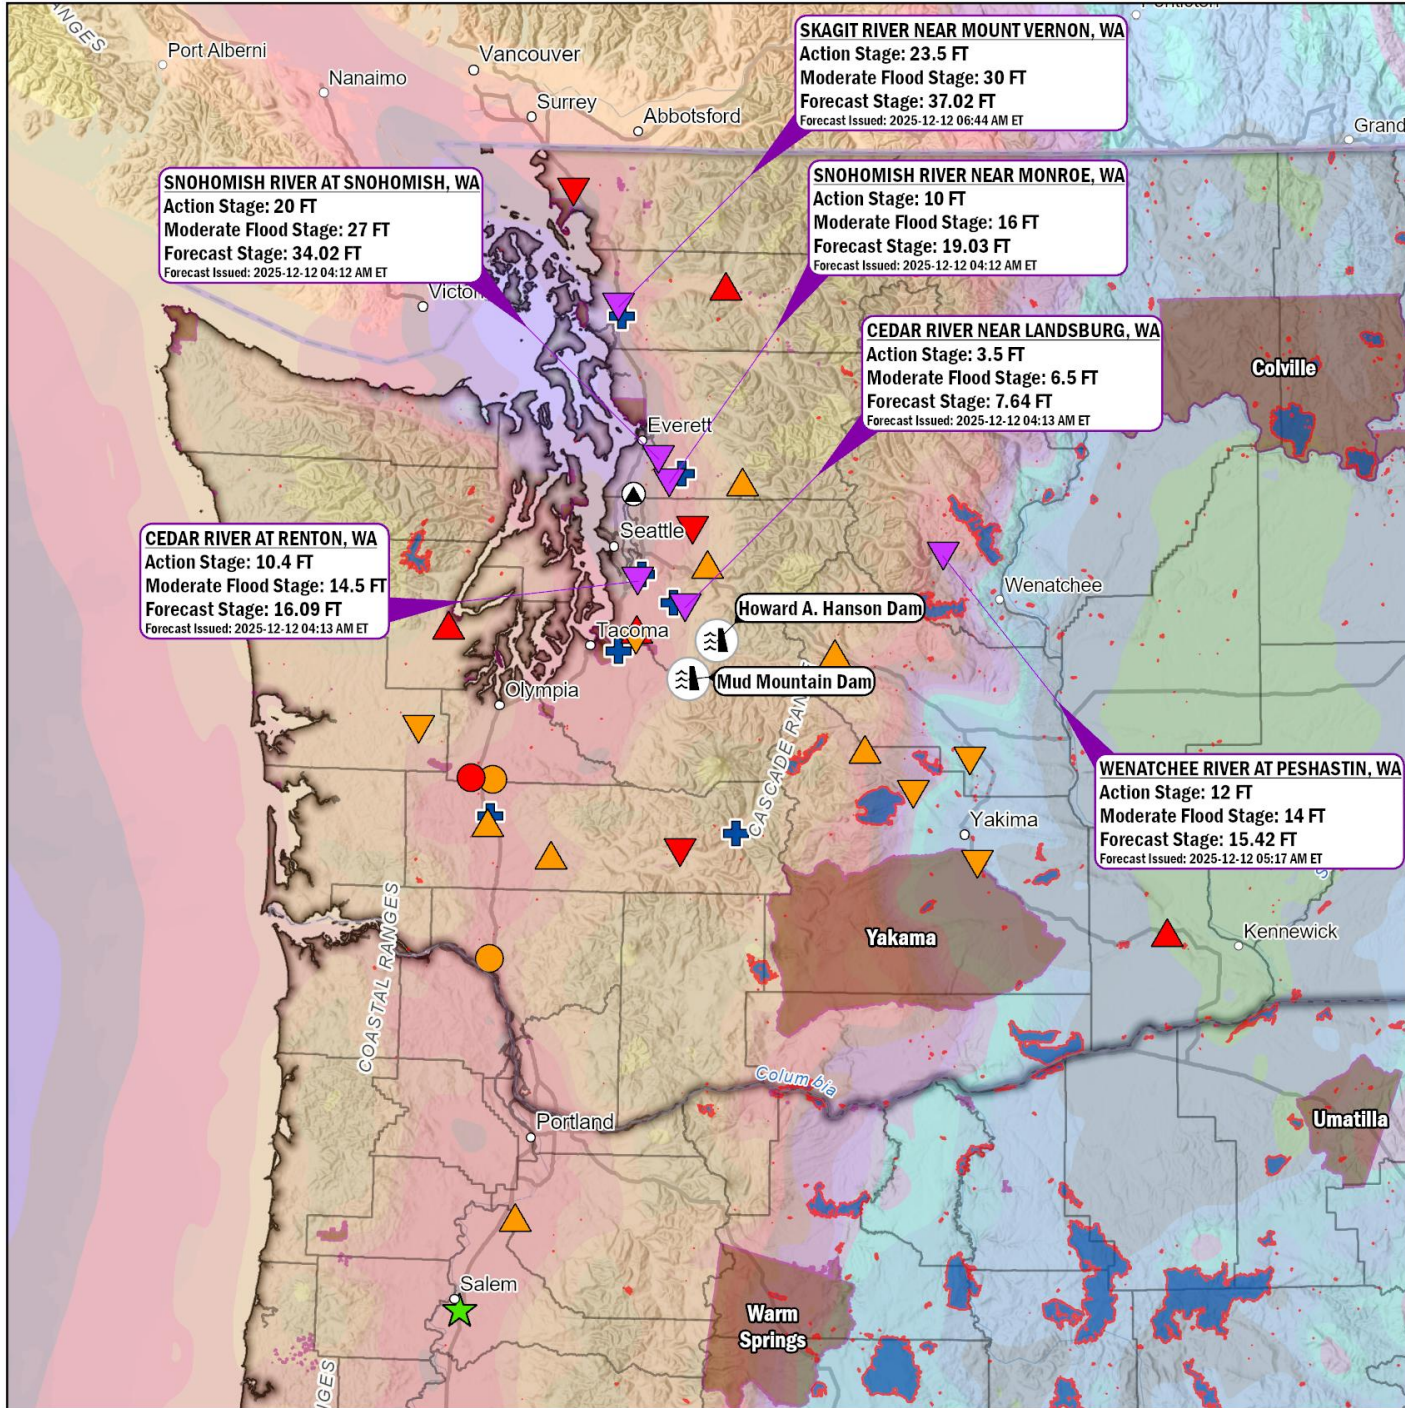 NGES
Port Alberni
Nanaimo
Vancouver
Surrey
Abbotsford
Grand
SKAGIT RIVER NEAR MOUNT VERNON, WA
Action Stage: 23.5 FT
Moderate Flood Stage: 30 FT
Forecast Stage: 37.02 FT
Forecast Issued: 2025-12-12 06:44 AM ET
SNOHOMISH RIVER AT SNOHOMISH, WA
Action Stage: 20 FT
Moderate Flood Stage: 27 FT
Forecast Stage: 34.02 FT
Forecast Issued: 2025-12-12 04:12 AM ET
SNOHOMISH RIVER NEAR MONROE, WA
Action Stage: 10 FT
Moderate Flood Stage: 16 FT
Forecast Stage: 19.03 FT
Forecast Issued: 2025-12-12 04:12 AM ET
Victori
CEDAR RIVER NEAR LANDSBURG, WA
Action Stage: 3.5 FT
Moderate Flood Stage: 6.5 FT
Forecast Stage: 7.64 FT
Forecast Issued: 2025-12-12 04:13 AM ET
Colville
Everett
Seattle
CEDAR RIVER AT RENTON, WA
Action Stage: 10.4 FT
Moderate Flood Stage: 14.5 FT
Forecast Stage: 16.09 FT
Forecast Issued: 2025-12-12 04:13 AM ET
Wenatchee
Howard A. Hanson Dam
Tacoma
Mud Mountain Dam
Olympia
CASCADE RAN
WENATCHEE RIVER AT PESHASTIN, WA
Action Stage: 12 FT
Moderate Flood Stage: 14 FT
Forecast Stage: 15.42 FT
Forecast Issued: 2025-12-12 05:17 AM ET
Yakima
Yakama
Kennewick
COASTAL RANGES
Columbia
Portland
Umatilla
Salem
Warm
Springs
NGES